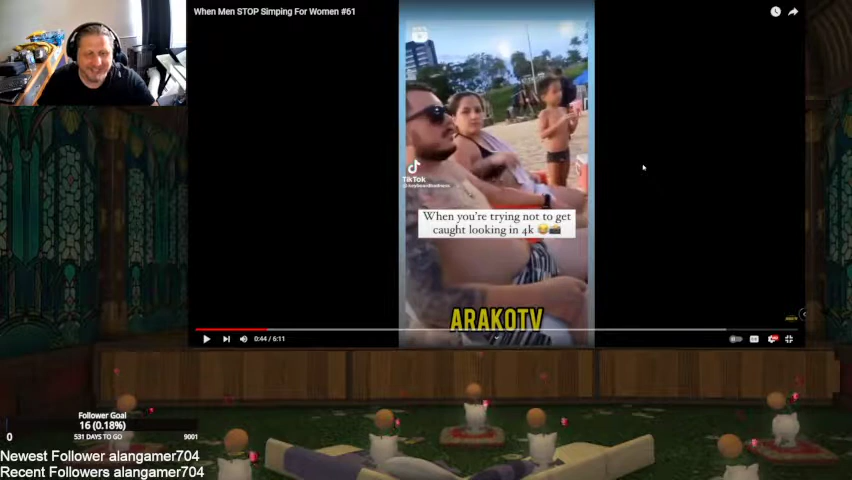 When Men STOP Simping For Women #61
TikTok
When you're trying not to get
caught looking in 4k 😂📸
ARAKOTV
0:44 / 6:11
Follower Goal
16 (0.18%)
0
531 DAYS TO GO
9001
Newest Follower alangamer704
Recent Followers alangamer704